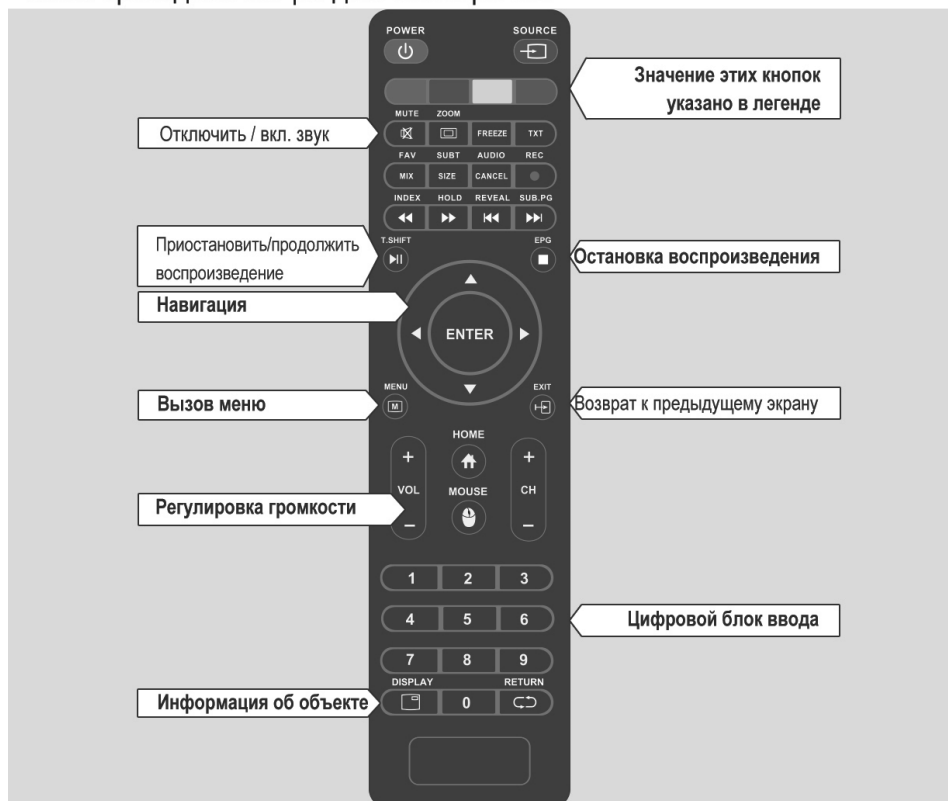 POWER SOURCE
Значение этих кнопок
указано в легенде
MUTE ZOOM
Отключить / вкл. звук
FREEZE TXT
FAV SUBT AUDIO REC
MIX SIZE CANCEL
INDEX HOLD REVEAL SUB.PG
T.SHIFT EPG
Приостановить/продолжить
воспроизведение
Остановка воспроизведения
Навигация
ENTER
MENU EXIT
M
Вызов меню
Возврат к предыдущему экрану
HOME
+ +
VOL MOUSE CH
Регулировка громкости
− −
1 2 3
4 5 6
Цифровой блок ввода
7 8 9
DISPLAY RETURN
Информация об объекте
0